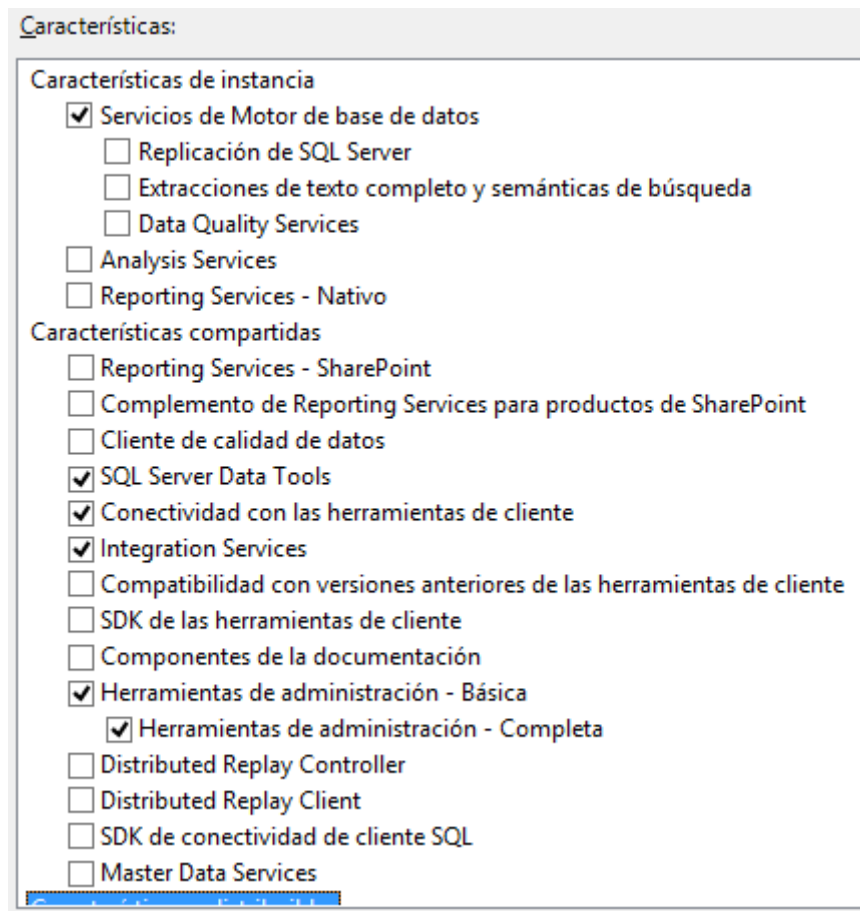 Características:
Características de instancia
Servicios de Motor de base de datos
Replicación de SQL Server
Extracciones de texto completo y semánticas de búsqueda
Data Quality Services
Analysis Services
Reporting Services - Nativo
Características compartidas
Reporting Services - SharePoint
Complemento de Reporting Services para productos de SharePoint
Cliente de calidad de datos
SQL Server Data Tools
Conectividad con las herramientas de cliente
Integration Services
Compatibilidad con versiones anteriores de las herramientas de cliente
SDK de las herramientas de cliente
Componentes de la documentación
Herramientas de administración - Básica
Herramientas de administración - Completa
Distributed Replay Controller
Distributed Replay Client
SDK de conectividad de cliente SQL
Master Data Services